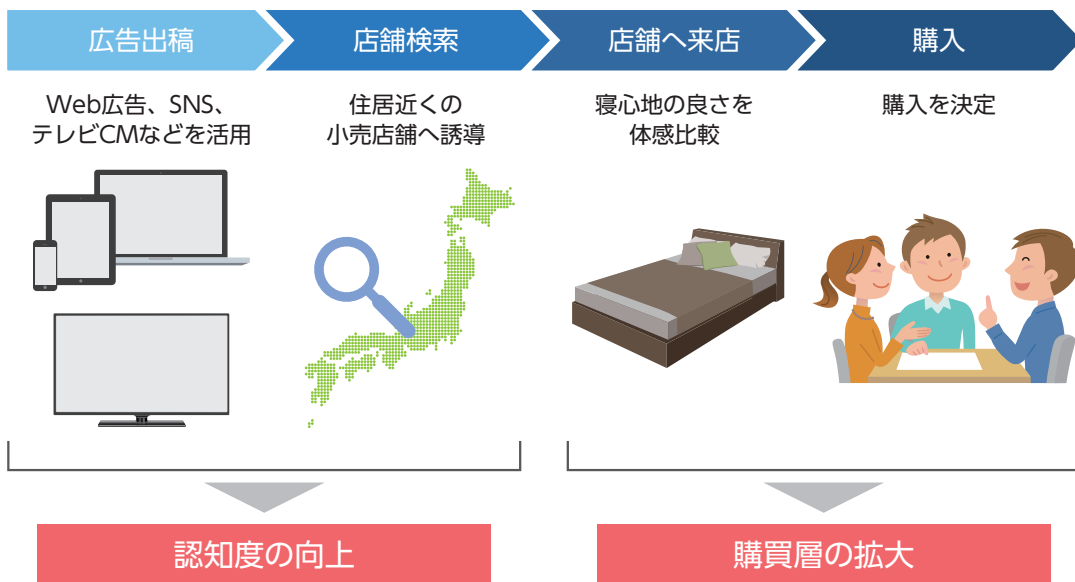 広告出稿
店舗検索
店舗へ来店
購入
Web広告、SNS、
テレビCMなどを活用
住居近くの
小売店舗へ誘導
寝心地の良さを
体感比較
購入を決定
認知度の向上
購買層の拡大